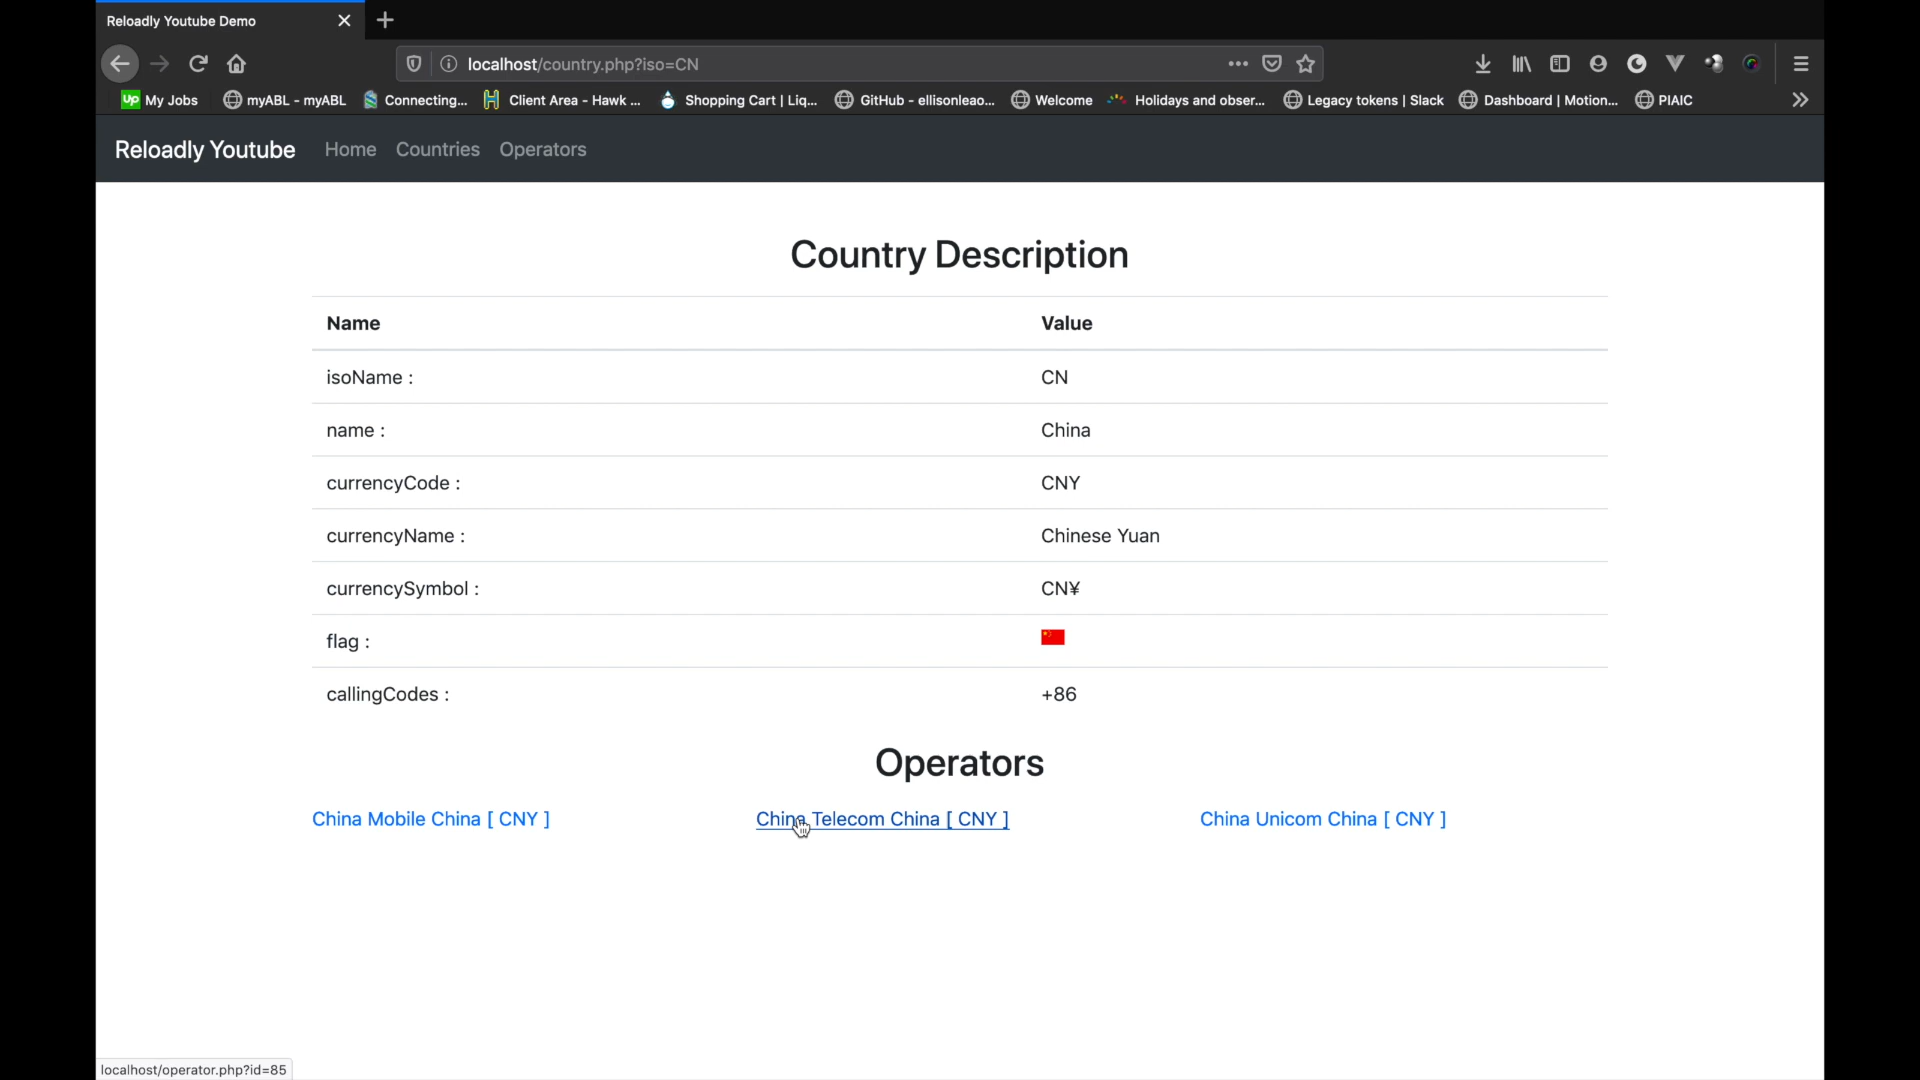 Reloadly Youtube Demo
localhost/country.php?iso=CN
My Jobs myABL - myABL Connecting... Client Area - Hawk ... Shopping Cart | Liq... GitHub - ellisonleao... Welcome Holidays and obser... Legacy tokens | Slack Dashboard | Motion... PIAIC
Reloadly Youtube Home Countries Operators
Country Description
Name Value
isoName : CN
name : China
currencyCode : CNY
currencyName : Chinese Yuan
currencySymbol : CN¥
flag :
callingCodes : +86
Operators
China Mobile China [ CNY ] China Telecom China [ CNY ] China Unicom China [ CNY ]
localhost/operator.php?id=85